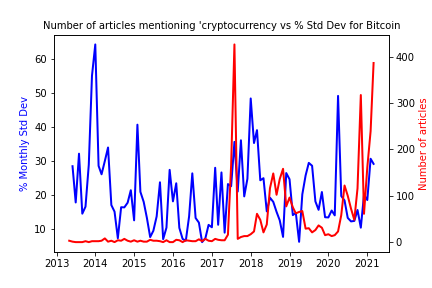 Number of articles mentioning 'cryptocurrency vs % Std Dev for Bitcoin
% Monthly Std Dev
60
50
40
30
20
10
400
300
200
100
0
Number of articles
2013 2014 2015 2016 2017 2018 2019 2020 2021